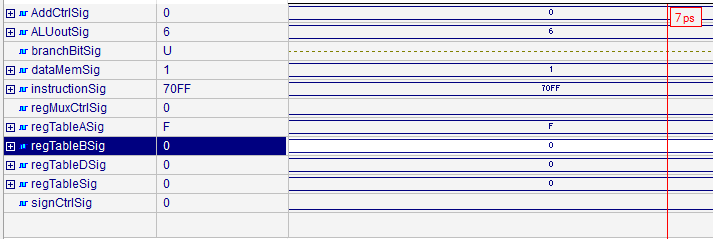 AddCtrlSig 0 0
ALUoutSig 6 6
7 ps
branchBitSig U
dataMemSig 1 1
instructionSig 70FF 70FF
regMuxCtrlSig 0
regTableASig F F
regTableBSig 0 0
regTableDSig 0 0
regTableSig 0 0
signCtrlSig 0